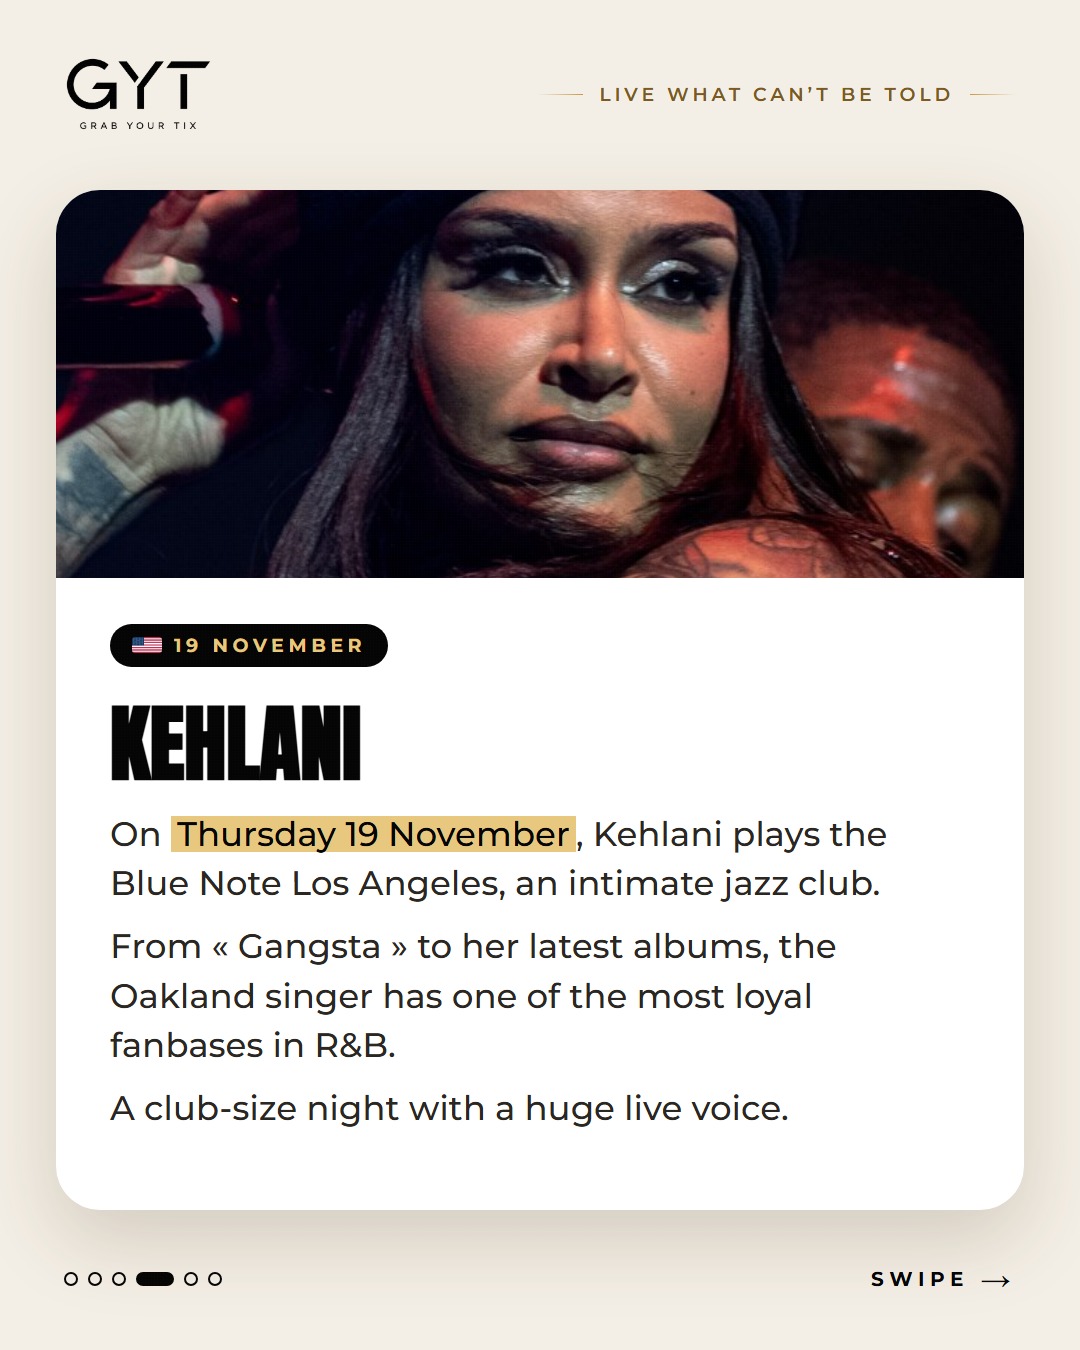 GYT
GRAB YOUR TIX
LIVE WHAT CAN’T BE TOLD
19 NOVEMBER
KEHLANI
On Thursday 19 November, Kehlani plays the
Blue Note Los Angeles, an intimate jazz club.
From « Gangsta » to her latest albums, the
Oakland singer has one of the most loyal
fanbases in R&B.
A club-size night with a huge live voice.
SWIPE →